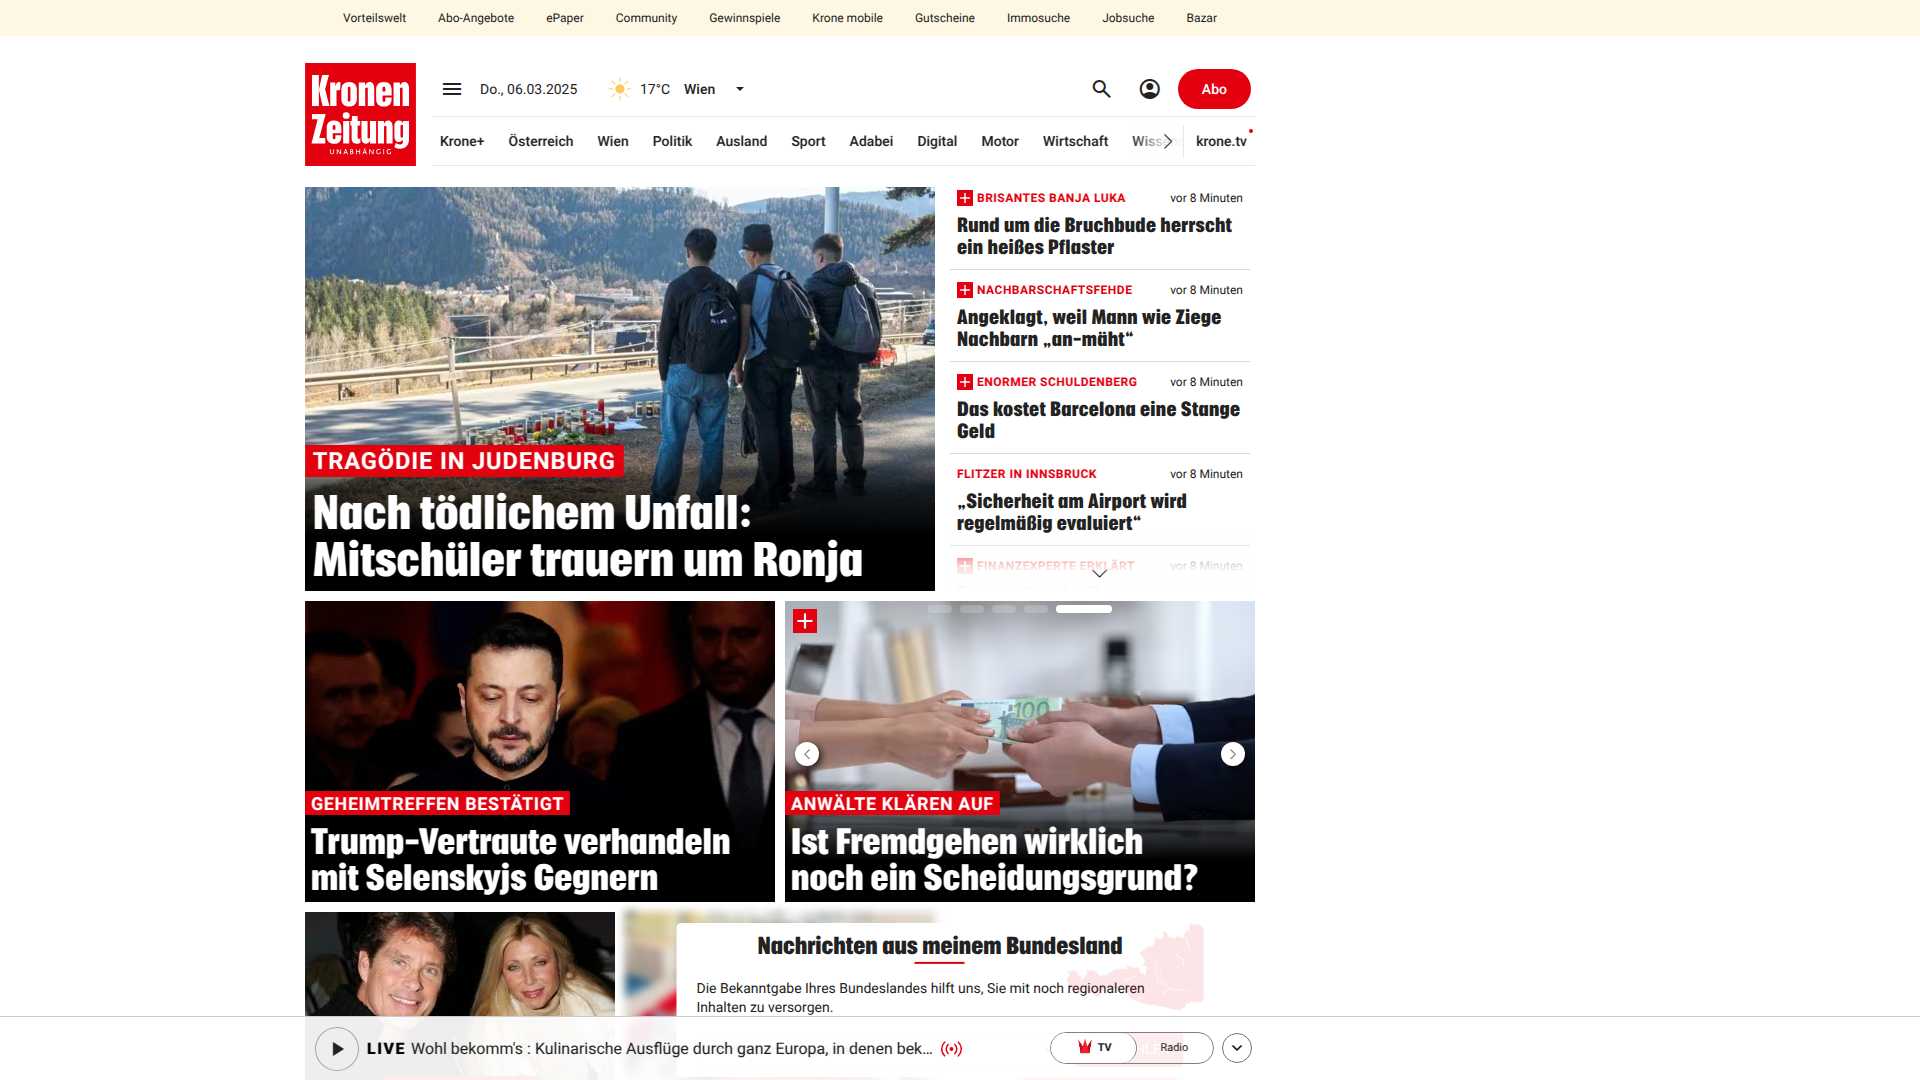 Vorteilswelt Abo-Angebote ePaper Community Gewinnspiele Krone mobile Gutscheine Immosuche Jobsuche Bazar
Kronen
Zeitung
UNABHÄNGIG
Do., 06.03.2025 17°C Wien Abo
Krone+ Österreich Wien Politik Ausland Sport Adabei Digital Motor Wirtschaft krone.tv
TRAGÖDIE IN JUDENBURG
Nach tödlichem Unfall:
Mitschüler trauern um Ronja
BRISANTES BANJA LUKA vor 8 Minuten
Rund um die Bruchbude herrscht
ein heißes Pflaster
NACHBARSCHAFTSFEHDE vor 8 Minuten
Angeklagt, weil Mann wie Ziege
Nachbarn „an-mäht“
ENORMER SCHULDENBERG vor 8 Minuten
Das kostet Barcelona eine Stange
Geld
FLITZER IN INNSBRUCK vor 8 Minuten
„Sicherheit am Airport wird
regelmäßig evaluiert“
FINANZEXPERTE ERKLÄRT vor 8 Minuten
GEHEIMTREFFEN BESTÄTIGT
Trump-Vertraute verhandeln
mit Selenskyjs Gegnern
100
ANWÄLTE KLÄREN AUF
Ist Fremdgehen wirklich
noch ein Scheidungsgrund?
Nachrichten aus meinem Bundesland
Die Bekanntgabe Ihres Bundeslandes hilft uns, Sie mit noch regionaleren
Inhalten zu versorgen.
LIVE Wohl bekomm's : Kulinarische Ausflüge durch ganz Europa, in denen bek... TV Radio